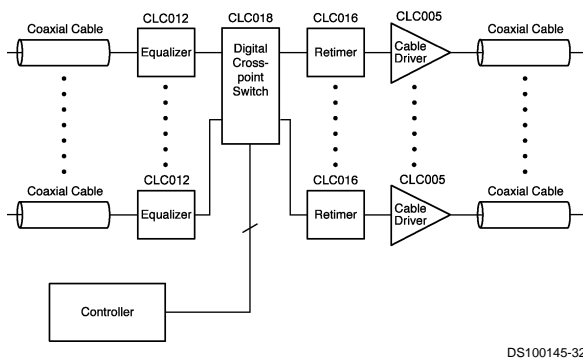 CLC012
CLC018
CLC016
CLC005
Coaxial Cable
Equalizer
Digital
Cross-
point
Switch
Retimer
Cable
Driver
Coaxial Cable
Coaxial Cable
CLC012
Equalizer
CLC016
Retimer
CLC005
Cable
Driver
Coaxial Cable
Controller
DS100145-32